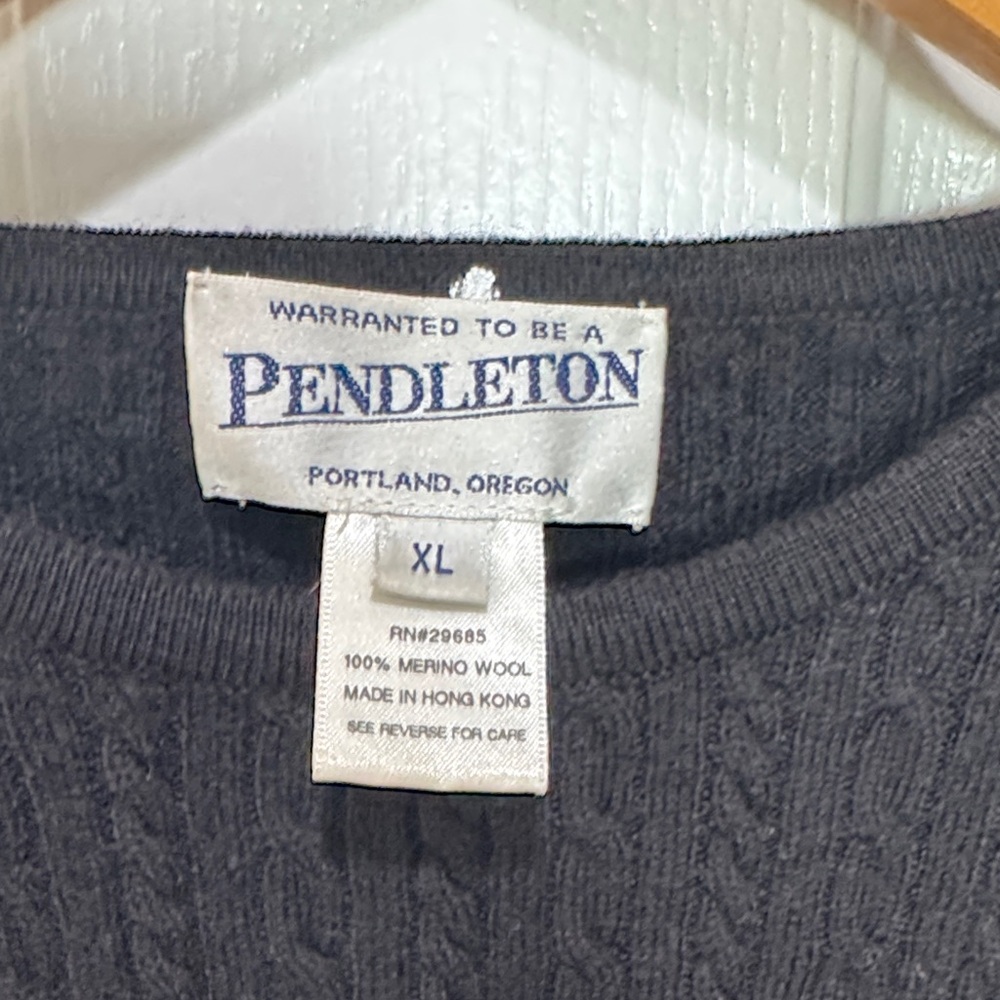 WARRANTED TO BE A
PENDLETON
PORTLAND, OREGON
XL
RN#29685
100% MERINO WOOL
MADE IN HONG KONG
SEE REVERSE FOR CARE